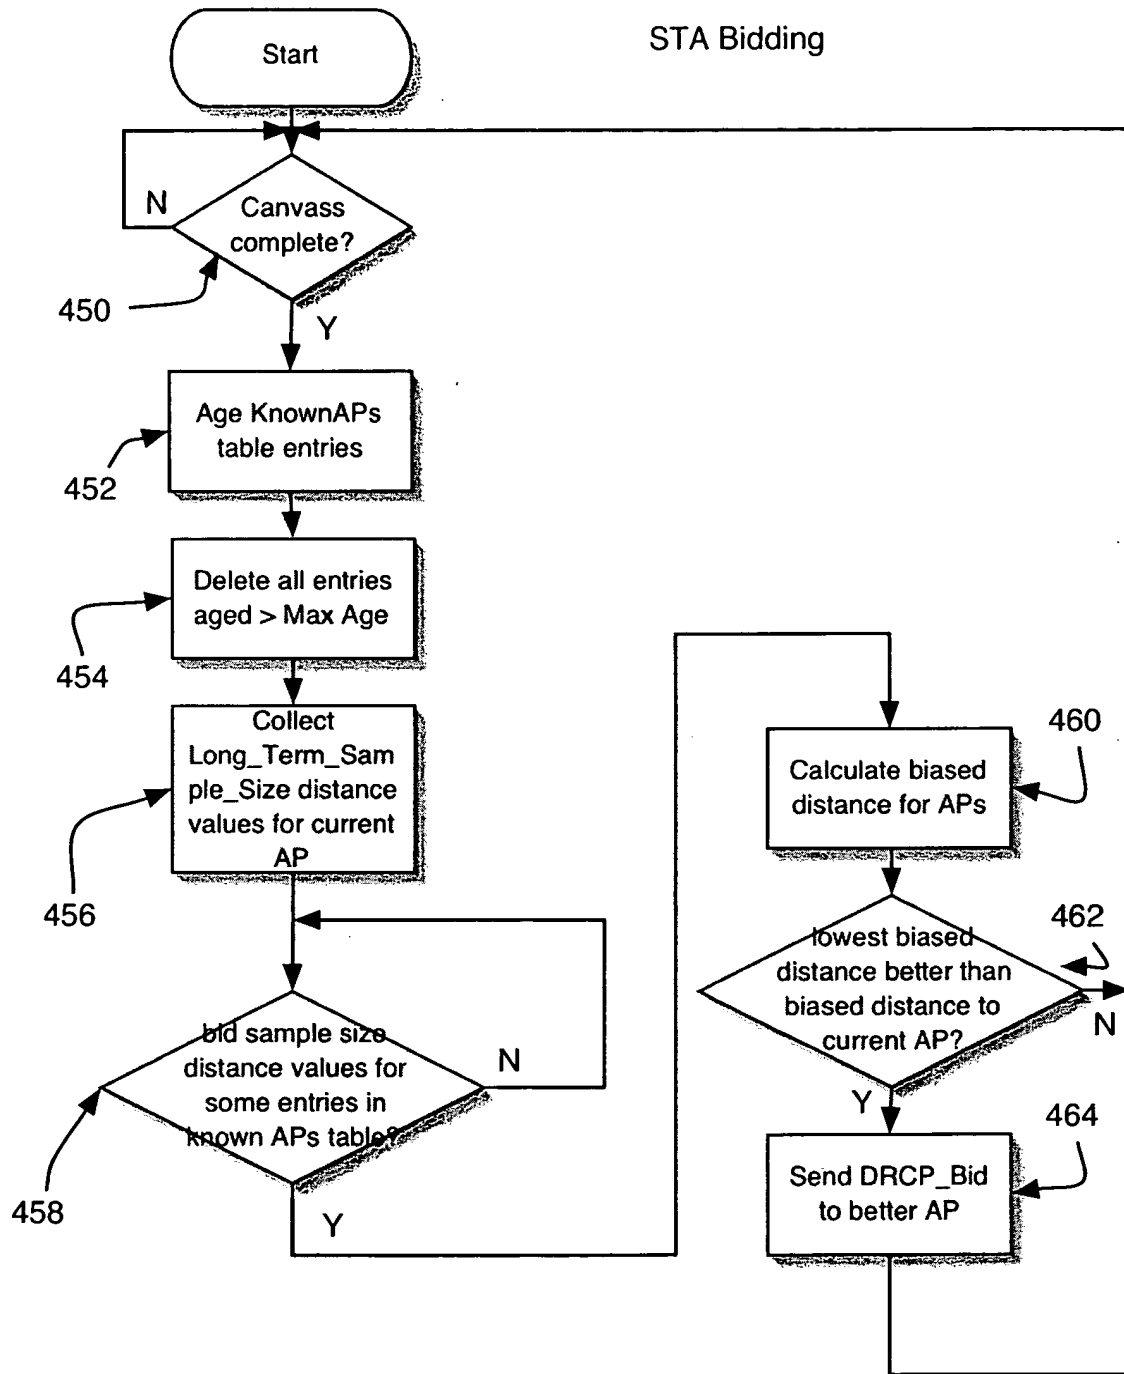 STA Bidding
Start
N
Canvass
complete?
450
Y
Age KnownAPs
table entries
452
Delete all entries
aged > Max Age
454
Collect
Long_Term_Sam
ple_Size distance
values for current
AP
456
bid sample size
distance values for
some entries in
known APs table?
N
458
Y
460
Calculate biased
distance for APs
462
lowest biased
distance better than
biased distance to
current AP?
N
Y
464
Send DRCP_Bid
to better AP